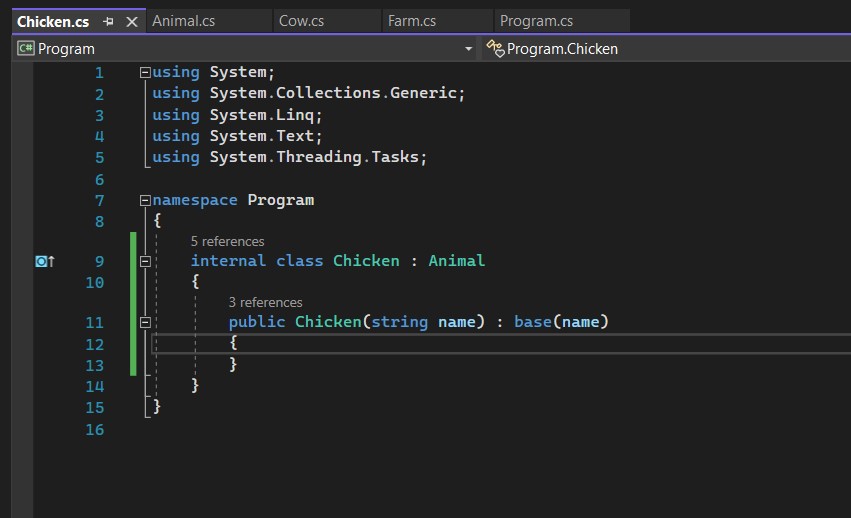 Chicken.cs Animal.cs Cow.cs Farm.cs Program.cs
C# Program Program.Chicken
1 using System;
2 using System.Collections.Generic;
3 using System.Linq;
4 using System.Text;
5 using System.Threading.Tasks;
6
7 namespace Program
8 {
5 references
9 internal class Chicken : Animal
10 {
3 references
11 public Chicken(string name) : base(name)
12 {
13 }
14 }
15 }
16